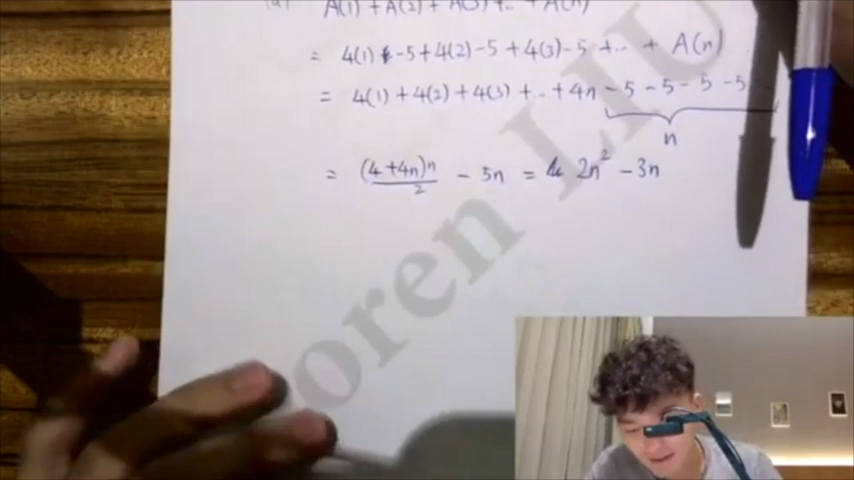 (a) A(1) + A(2) + A(3) + .. + A(n)
= 4(1) - 5 + 4(2) - 5 + 4(3) - 5 + .. + A(n)
= 4(1) + 4(2) + 4(3) + .. + 4n - 5 - 5 - 5 - 5
n
= (4 + 4n)n / 2 - 5n = 2n² - 3n
oren LIU